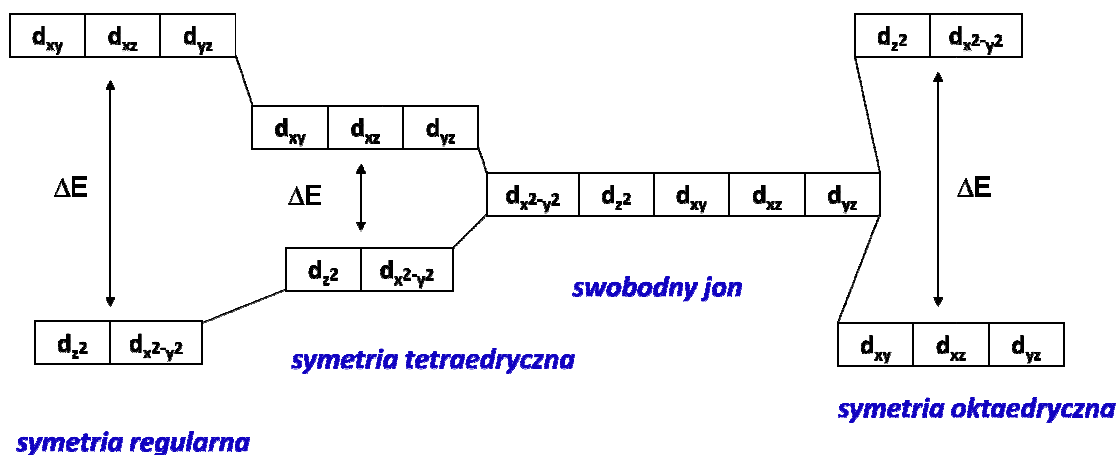 dxy dxz dyz
ΔE
dz2 dx2-y2
symetria regularna
dxy dxz dyz
ΔE
dz2 dx2-y2
symetria tetraedryczna
dx2-y2 dz2 dxy dxz dyz
swobodny jon
dz2 dx2-y2
ΔE
dxy dxz dyz
symetria oktaedryczna